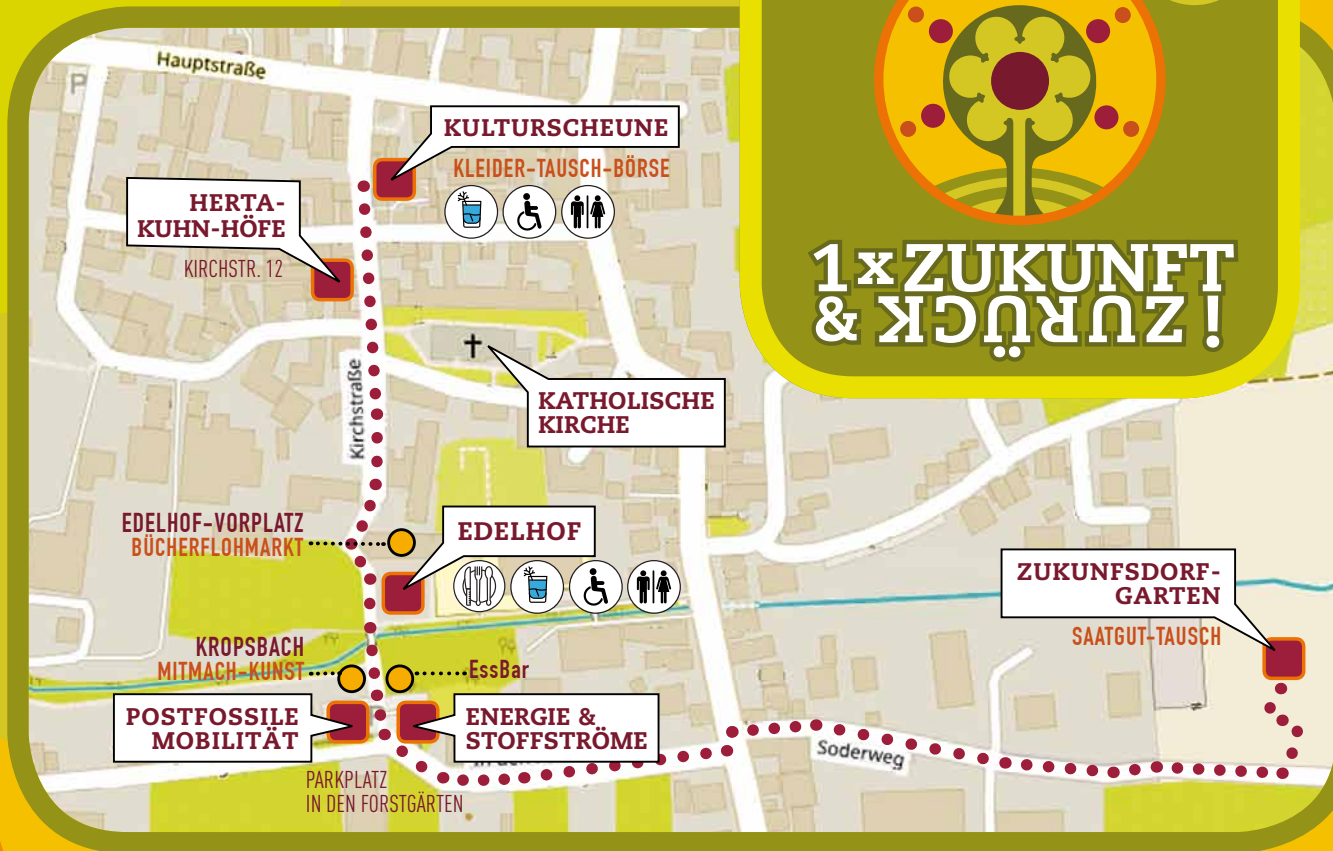 Hauptstraße
P
KULTURSCHEUNE
KLEIDER-TAUSCH-BÖRSE
HERTA-
KUHN-HÖFE
KIRCHSTR. 12
1xZUKUNFT
& ZURÜCK!
Kirchstraße
KATHOLISCHE
KIRCHE
EDELHOF-VORPLATZ
BÜCHERFLOHMARKT
EDELHOF
ZUKUNFSDORF-
GARTEN
SAATGUT-TAUSCH
KROPSBACH
MITMACH-KUNST
EssBar
POSTFOSSILE
MOBILITÄT
ENERGIE &
STOFFSTRÖME
Soderweg
PARKPLATZ
IN DEN FORSTGÄRTEN